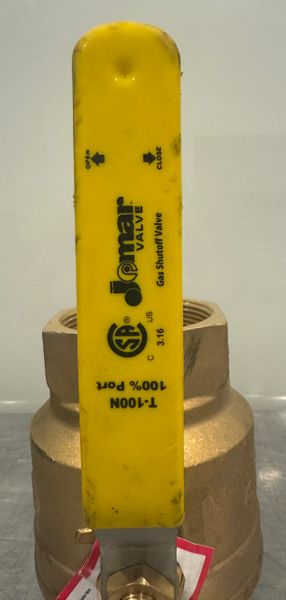 OPEN
CLOSE
Jomar
VALVE
Gas Shutoff Valve
CSA®
C US
3.16
T-100N
100% Port